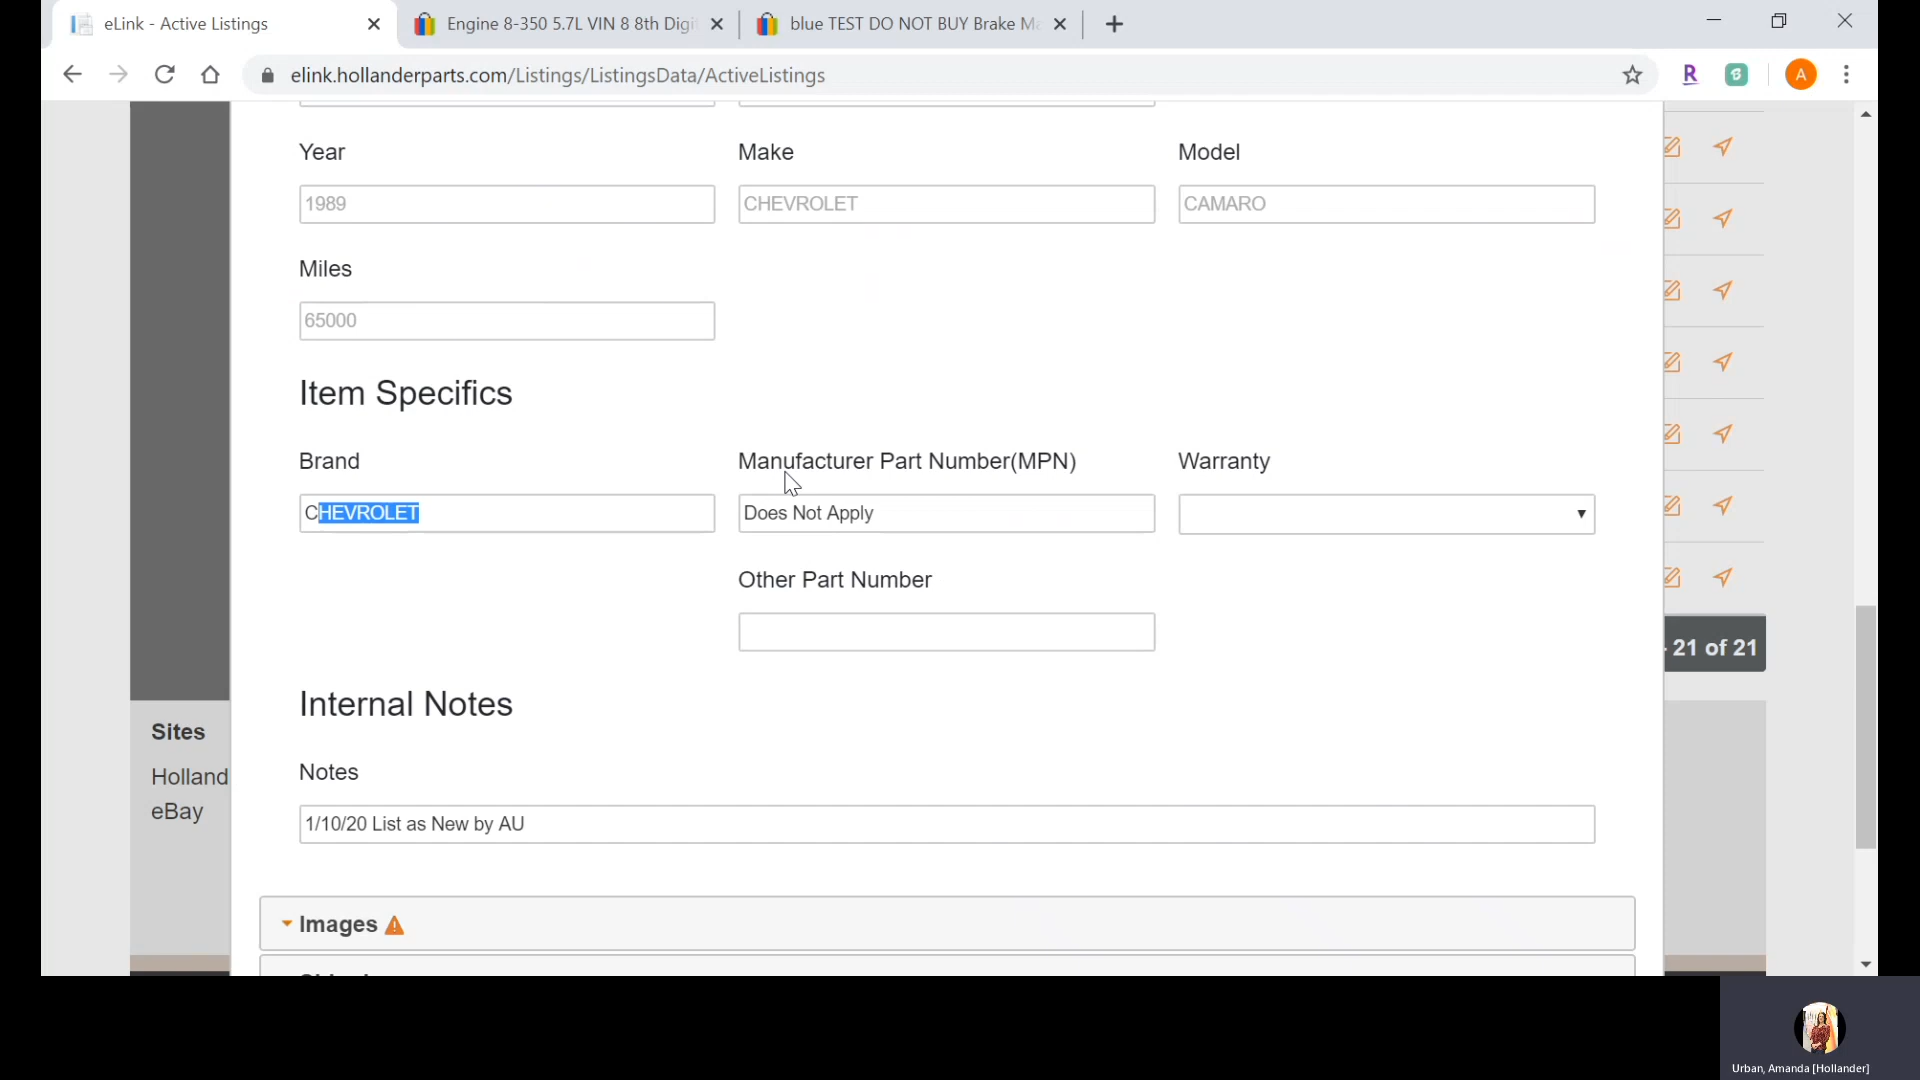 eLink - Active Listings
Engine 8-350 5.7L VIN 8 8th Digi
blue TEST DO NOT BUY Brake Ma
elink.hollanderparts.com/Listings/ListingsData/ActiveListings
R
A
Year
Make
Model
1989
CHEVROLET
CAMARO
Miles
65000
Item Specifics
Brand
Manufacturer Part Number(MPN)
Warranty
CHEVROLET
Does Not Apply
Other Part Number
21 of 21
Internal Notes
Sites
Notes
Holland
eBay
1/10/20 List as New by AU
Images
Urban, Amanda [Hollander]